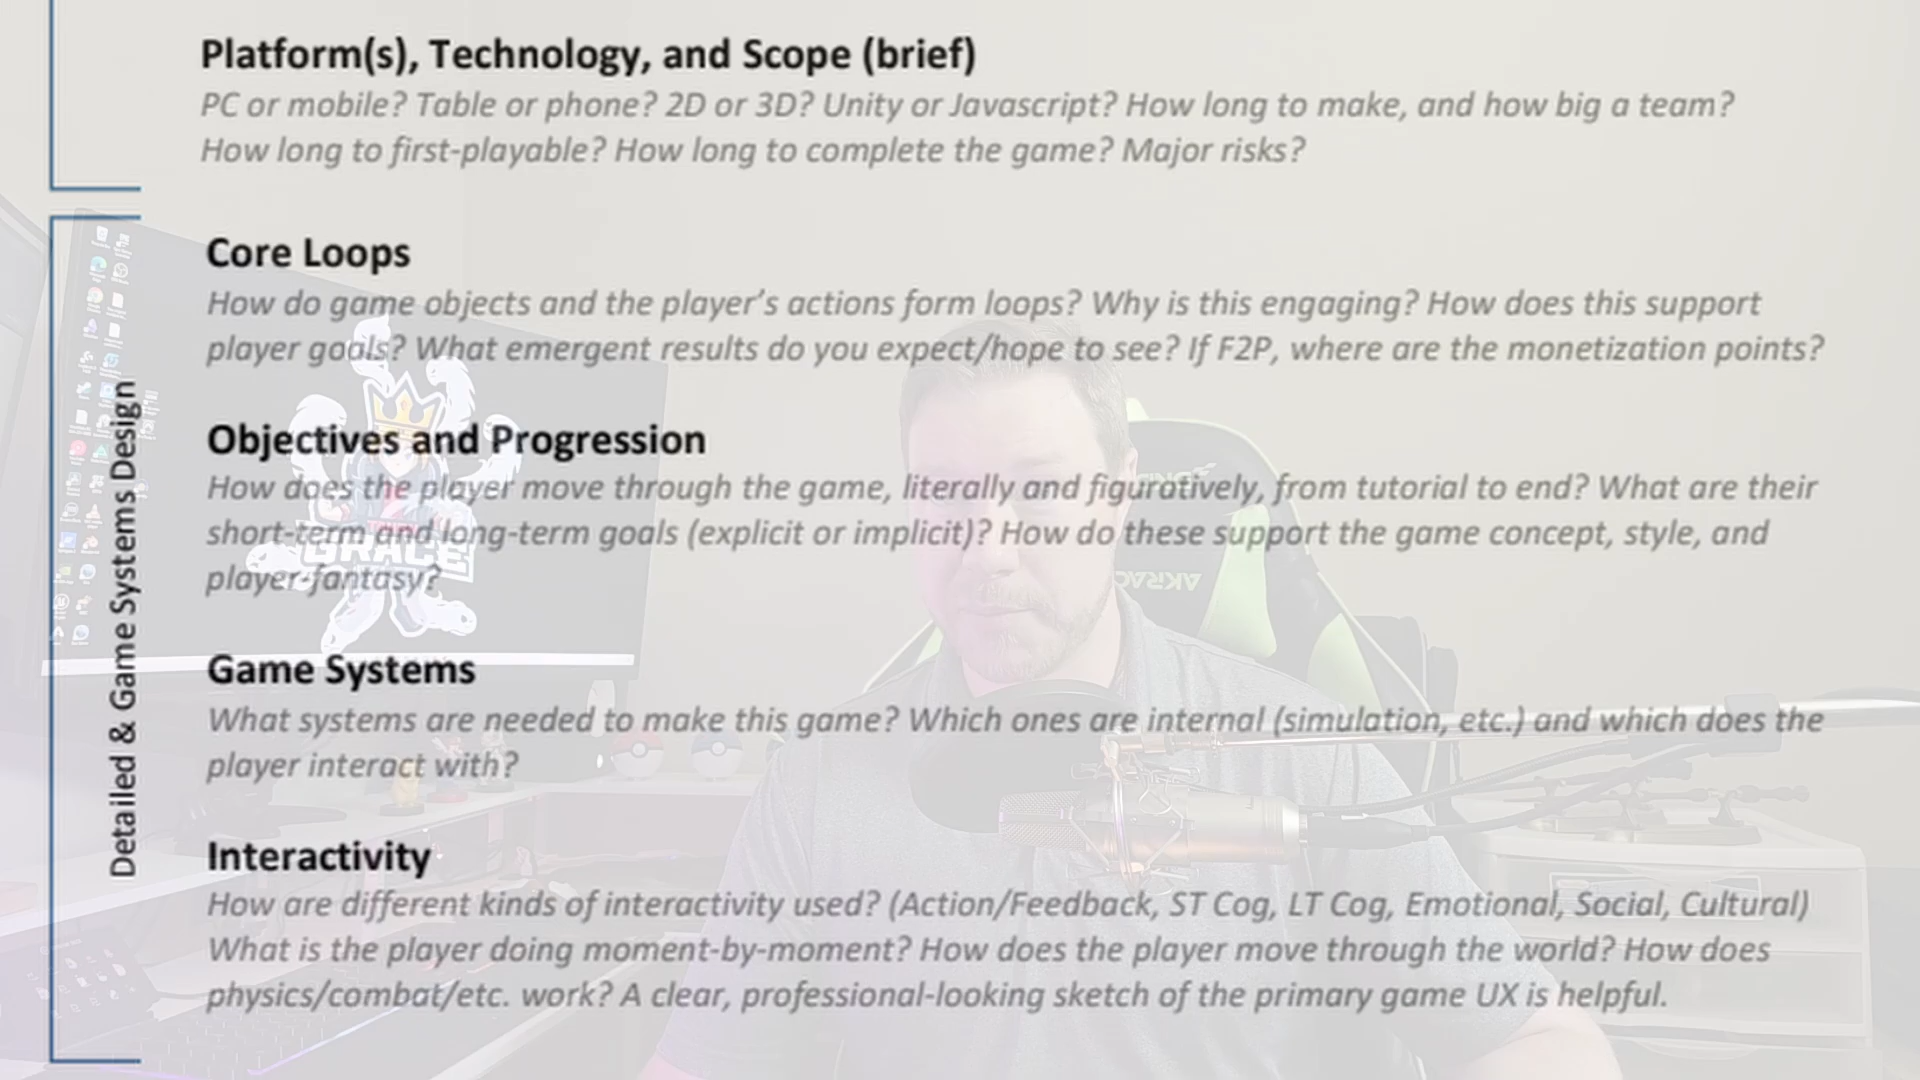 Platform(s), Technology, and Scope (brief)
PC or mobile? Table or phone? 2D or 3D? Unity or Javascript? How long to make, and how big a team?
How long to first-playable? How long to complete the game? Major risks?
Detailed & Game Systems Design
Core Loops
How do game objects and the player's actions form loops? Why is this engaging? How does this support
player goals? What emergent results do you expect/hope to see? If F2P, where are the monetization points?
Objectives and Progression
How does the player move through the game, literally and figuratively, from tutorial to end? What are their
short-term and long-term goals (explicit or implicit)? How do these support the game concept, style, and
player-fantasy?
GRACE
AKRACING
Game Systems
What systems are needed to make this game? Which ones are internal (simulation, etc.) and which does the
player interact with?
Interactivity
How are different kinds of interactivity used? (Action/Feedback, ST Cog, LT Cog, Emotional, Social, Cultural)
What is the player doing moment-by-moment? How does the player move through the world? How does
physics/combat/etc. work? A clear, professional-looking sketch of the primary game UX is helpful.